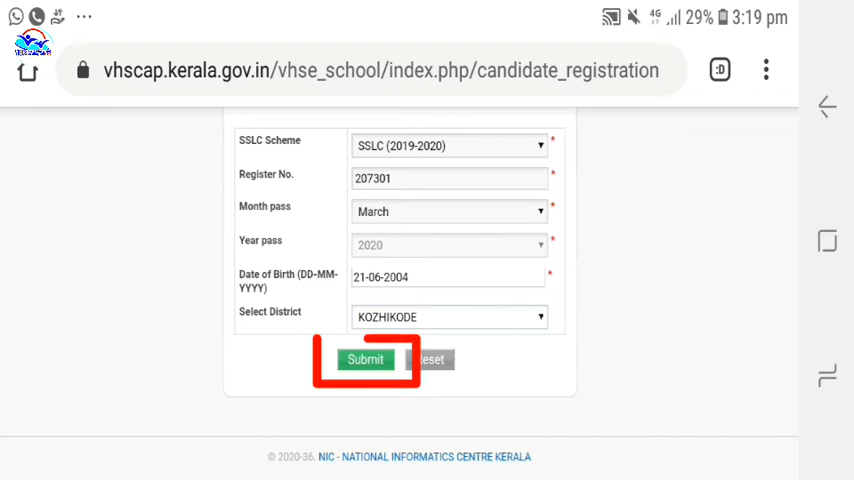 4G 29% 3:19 pm
vhscap.kerala.gov.in/vhse_school/index.php/candidate_registration
:D
SSLC Scheme SSLC (2019-2020) *
Register No. 207301 *
Month pass March *
Year pass 2020 *
Date of Birth (DD-MM-
YYYY) 21-06-2004 *
Select District KOZHIKODE
Submit eset
© 2020-36. NIC - NATIONAL INFORMATICS CENTRE KERALA